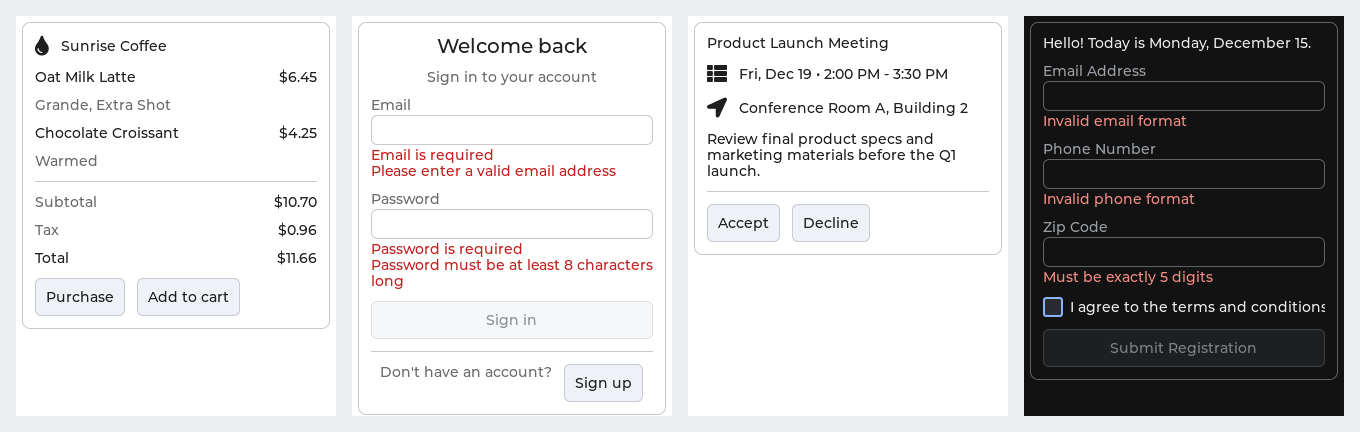 Sunrise Coffee
Oat Milk Latte $6.45
Grande, Extra Shot
Chocolate Croissant $4.25
Warmed
Subtotal $10.70
Tax $0.96
Total $11.66
Purchase Add to cart
Welcome back
Sign in to your account
Email
Email is required
Please enter a valid email address
Password
Password is required
Password must be at least 8 characters
long
Sign in
Don't have an account? Sign up
Product Launch Meeting
Fri, Dec 19 • 2:00 PM - 3:30 PM
Conference Room A, Building 2
Review final product specs and
marketing materials before the Q1
launch.
Accept Decline
Hello! Today is Monday, December 15.
Email Address
Invalid email format
Phone Number
Invalid phone format
Zip Code
Must be exactly 5 digits
I agree to the terms and conditions
Submit Registration